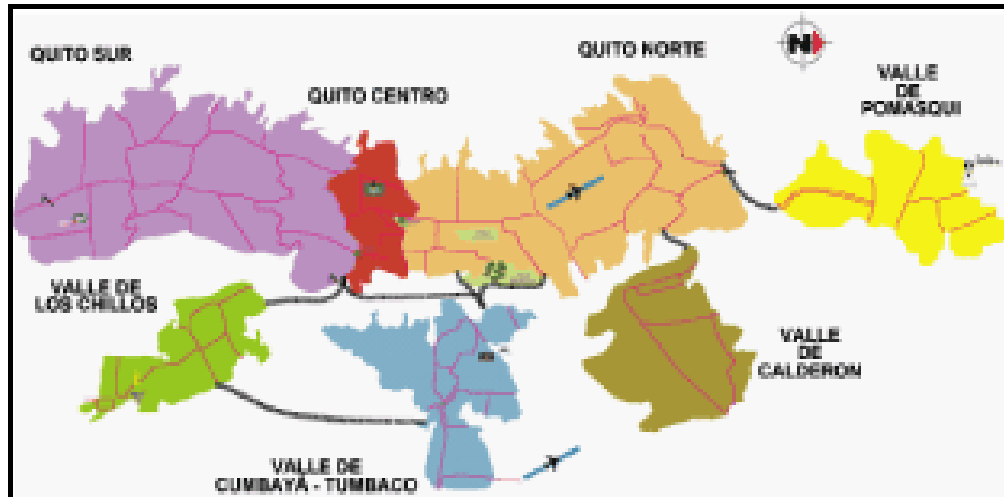 QUITO SUR
QUITO CENTRO
QUITO NORTE
N
VALLE
DE
POMASQUI
VALLE DE
LOS CHILLOS
VALLE
DE
CALDERON
VALLE DE
CUMBAYÁ - TUMBACO